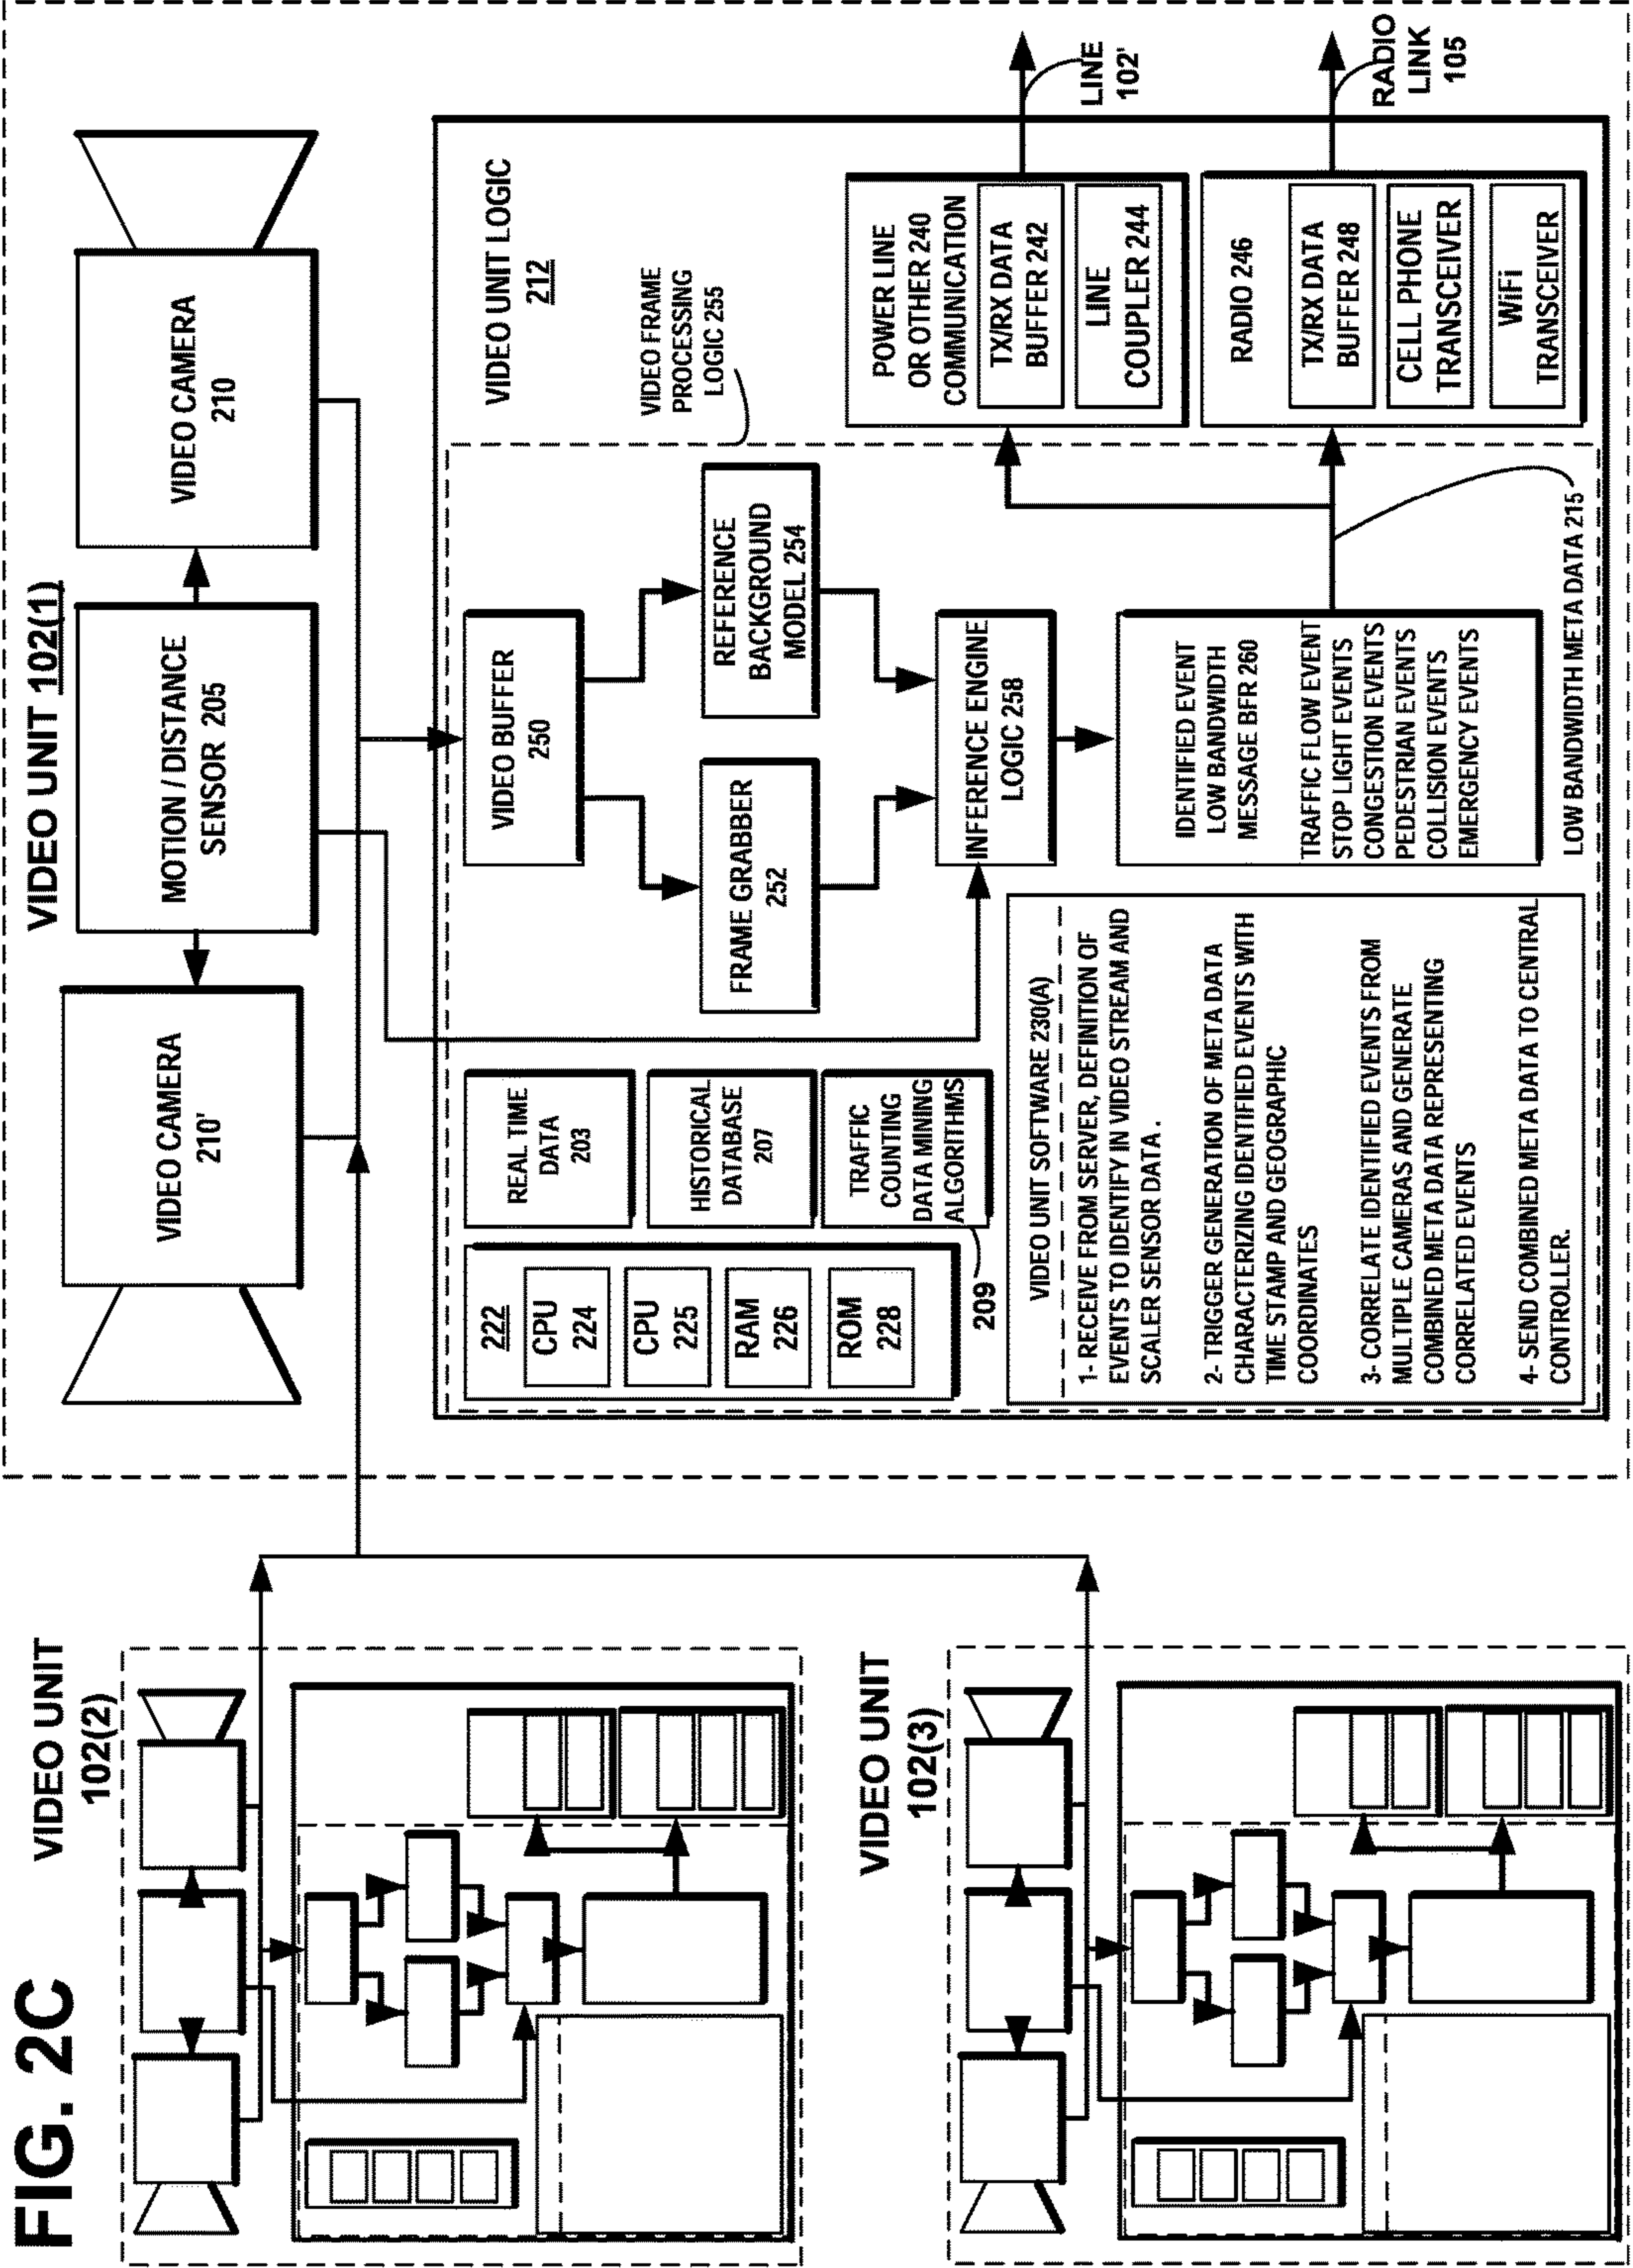 FIG. 2C
VIDEO UNIT
102(2)
VIDEO UNIT
102(3)
VIDEO UNIT 102(1)
VIDEO CAMERA
210'
MOTION / DISTANCE
SENSOR 205
VIDEO CAMERA
210
VIDEO UNIT LOGIC
212
222
CPU
224
CPU
225
RAM
226
ROM
228
REAL TIME
DATA
203
HISTORICAL
DATABASE
207
TRAFFIC
COUNTING
DATA MINING
ALGORITHMS
209
VIDEO BUFFER
250
FRAME GRABBER
252
REFERENCE
BACKGROUND
MODEL 254
VIDEO FRAME
PROCESSING
LOGIC 255
INFERENCE ENGINE
LOGIC 258
IDENTIFIED EVENT
LOW BANDWIDTH
MESSAGE BFR 260
TRAFFIC FLOW EVENT
STOP LIGHT EVENTS
CONGESTION EVENTS
PEDESTRIAN EVENTS
COLLISION EVENTS
EMERGENCY EVENTS
LOW BANDWIDTH META DATA 215
VIDEO UNIT SOFTWARE 230(A)
1- RECEIVE FROM SERVER, DEFINITION OF
EVENTS TO IDENTIFY IN VIDEO STREAM AND
SCALER SENSOR DATA.
2- TRIGGER GENERATION OF META DATA
CHARACTERIZING IDENTIFIED EVENTS WITH
TIME STAMP AND GEOGRAPHIC
COORDINATES
3- CORRELATE IDENTIFIED EVENTS FROM
MULTIPLE CAMERAS AND GENERATE
COMBINED META DATA REPRESENTING
CORRELATED EVENTS
4- SEND COMBINED META DATA TO CENTRAL
CONTROLLER.
POWER LINE
OR OTHER 240
COMMUNICATION
TX/RX DATA
BUFFER 242
LINE
COUPLER 244
RADIO 246
TX/RX DATA
BUFFER 248
CELL PHONE
TRANSCEIVER
WiFi
TRANSCEIVER
LINE
102'
RADIO
LINK
105